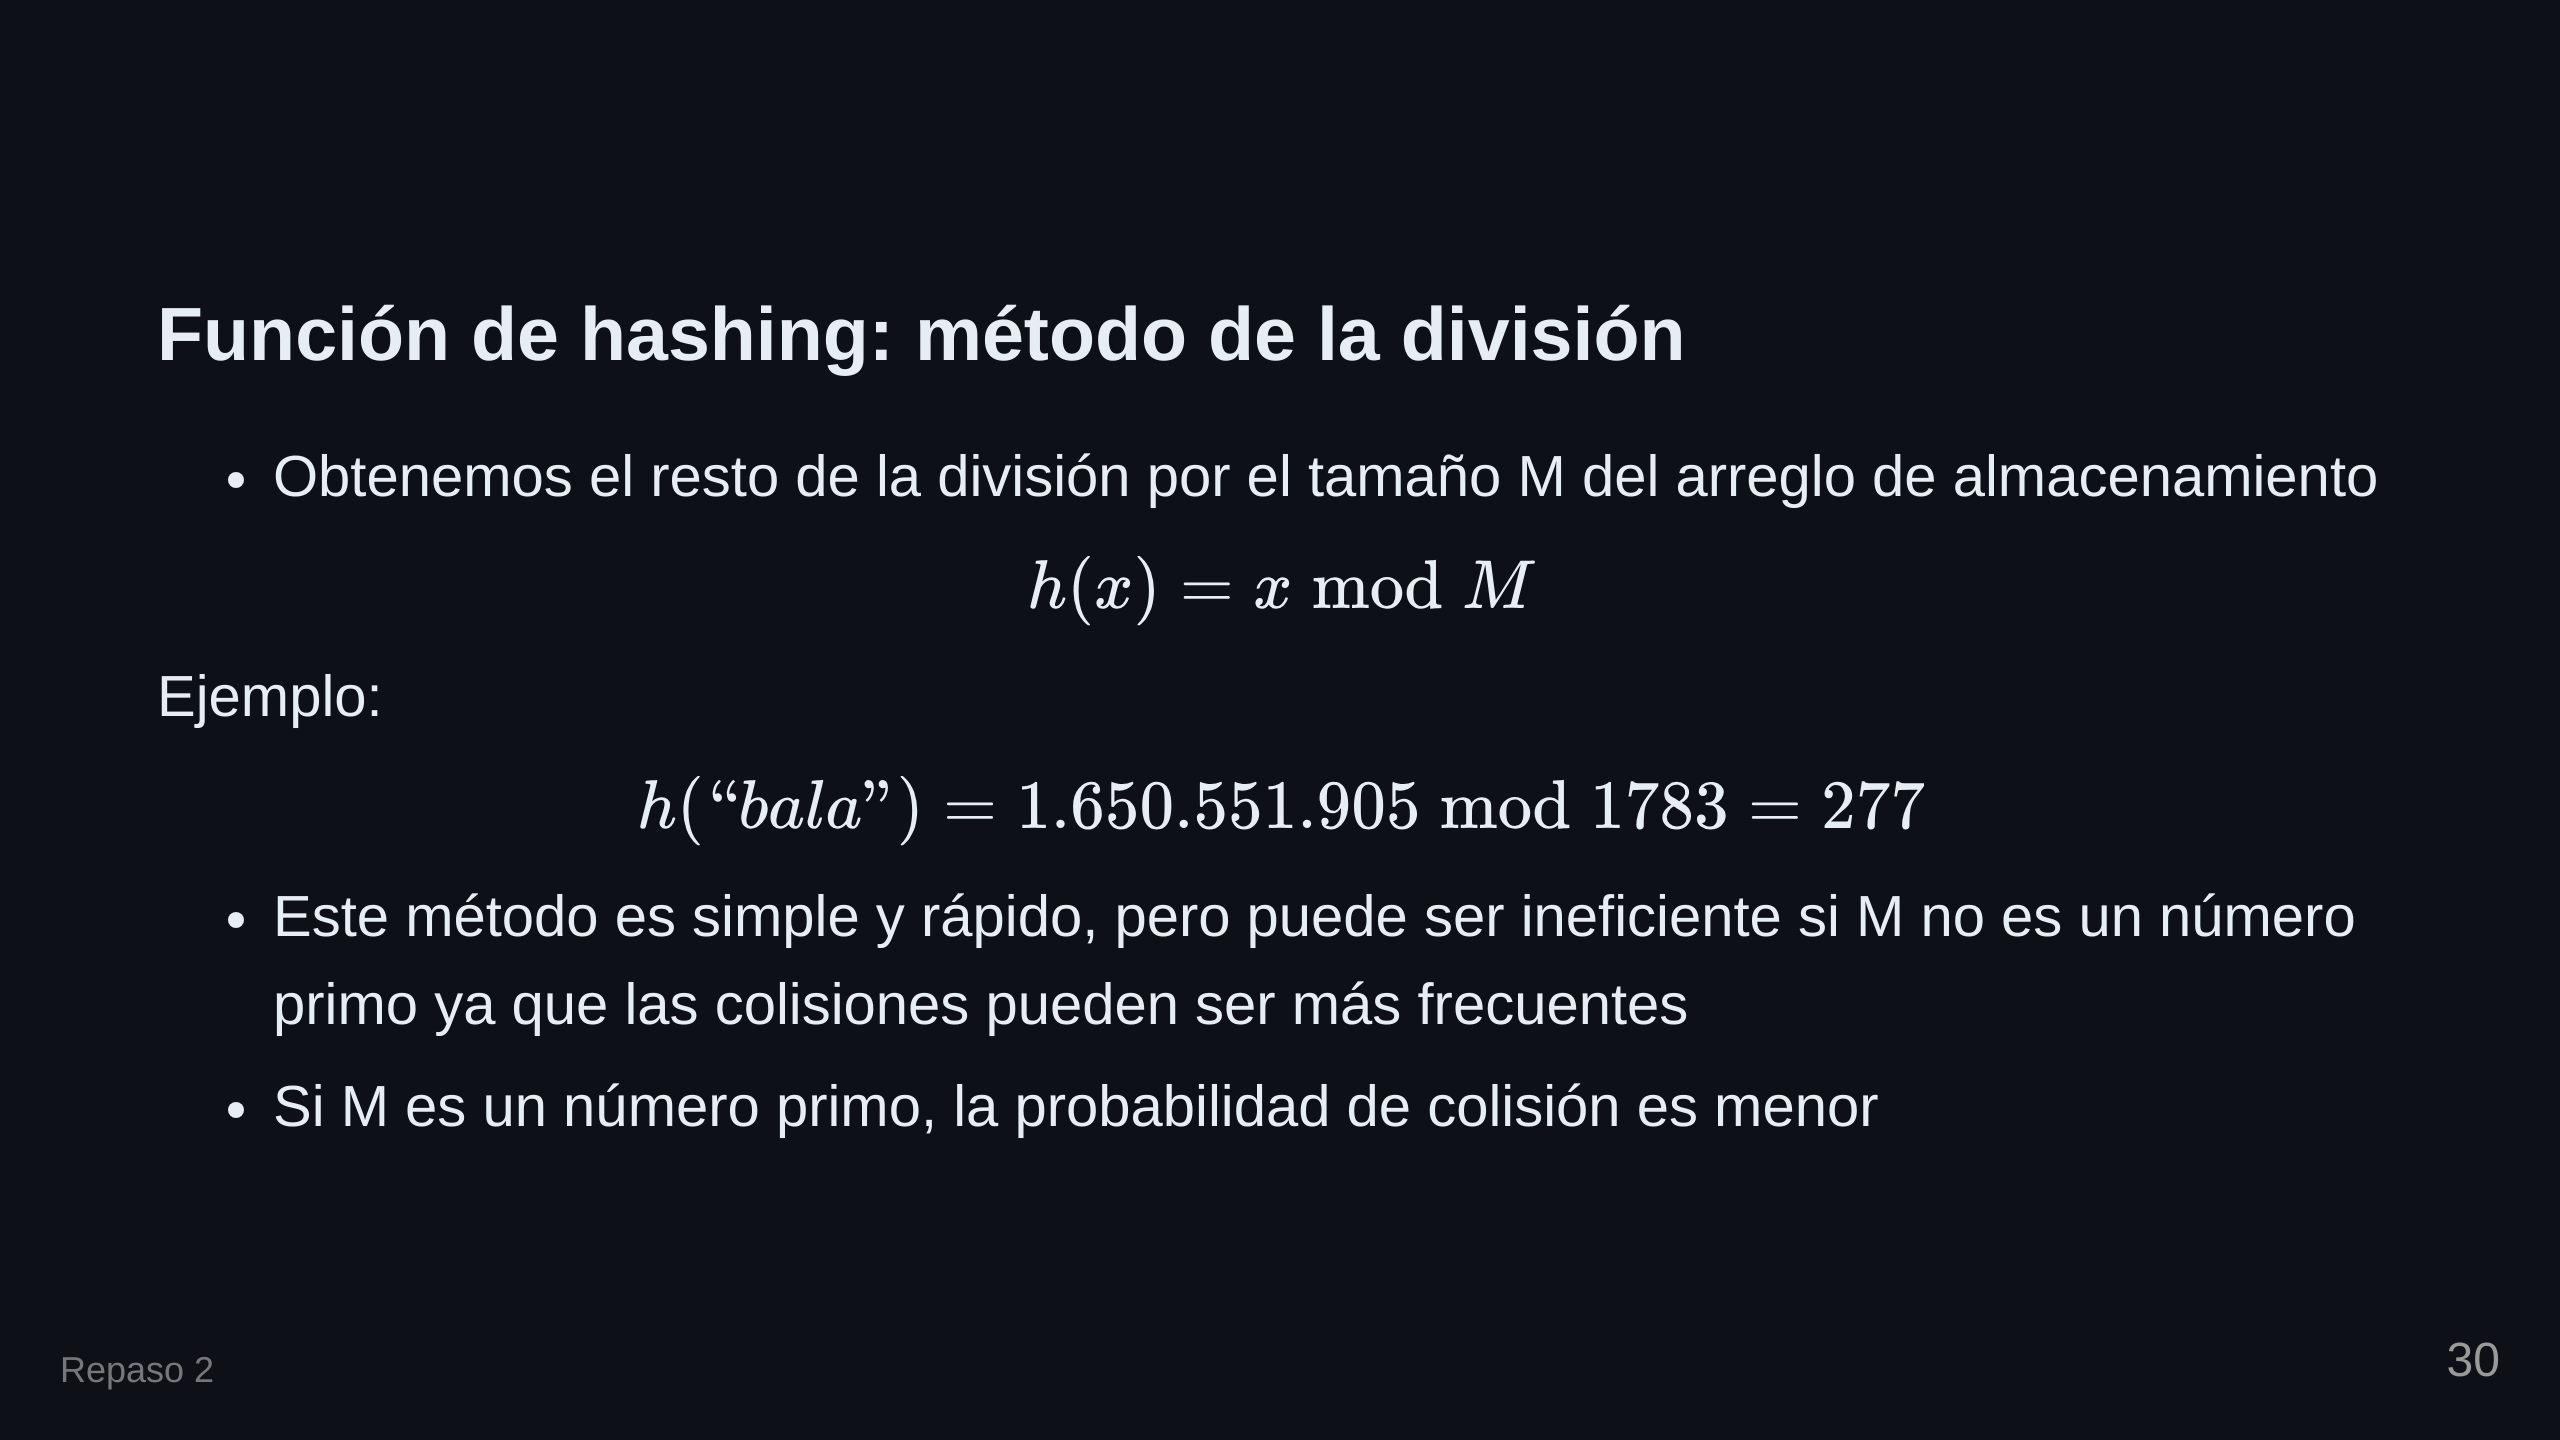 Función de hashing: método de la división
• Obtenemos el resto de la división por el tamaño M del arreglo de almacenamiento
h(x) = x mod M
Ejemplo:
h(“bala”) = 1.650.551.905 mod 1783 = 277
• Este método es simple y rápido, pero puede ser ineficiente si M no es un número
primo ya que las colisiones pueden ser más frecuentes
• Si M es un número primo, la probabilidad de colisión es menor
Repaso 2
30